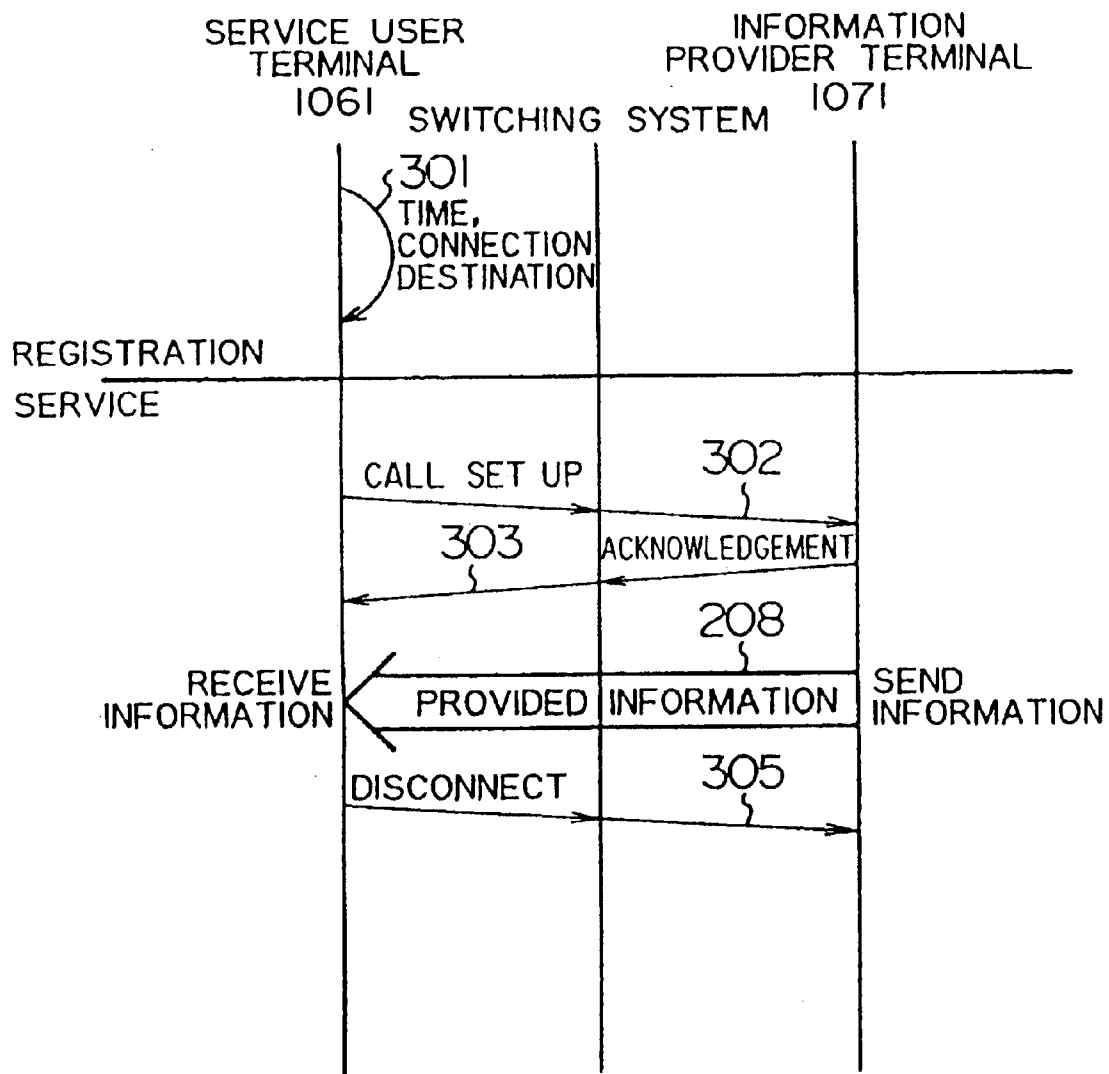 SERVICE USER
TERMINAL
1061
INFORMATION
PROVIDER TERMINAL
1071
SWITCHING SYSTEM
301
TIME,
CONNECTION
DESTINATION
REGISTRATION
SERVICE
CALL SET UP
302
303
ACKNOWLEDGEMENT
208
RECEIVE
INFORMATION
PROVIDED INFORMATION
SEND
INFORMATION
DISCONNECT
305